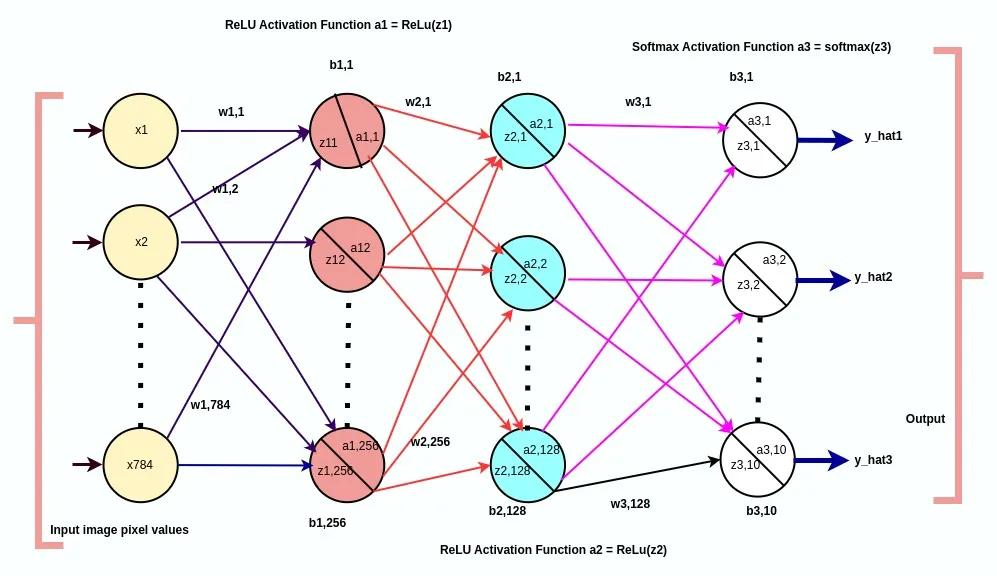 ReLU Activation Function a1 = ReLu(z1)
Softmax Activation Function a3 = softmax(z3)
b1,1
b2,1
b3,1
w1,1
w2,1
w3,1
x1
z11
a1,1
z2,1
a2,1
a3,1
z3,1
y_hat1
w1,2
x2
z12
a12
z2,2
a2,2
a3,2
z3,2
y_hat2
w1,784
w2,256
Output
x784
a1,256
z1,256
a2,128
z2,128
a3,10
z3,10
y_hat3
w3,128
b1,256
b2,128
b3,10
Input image pixel values
ReLU Activation Function a2 = ReLu(z2)